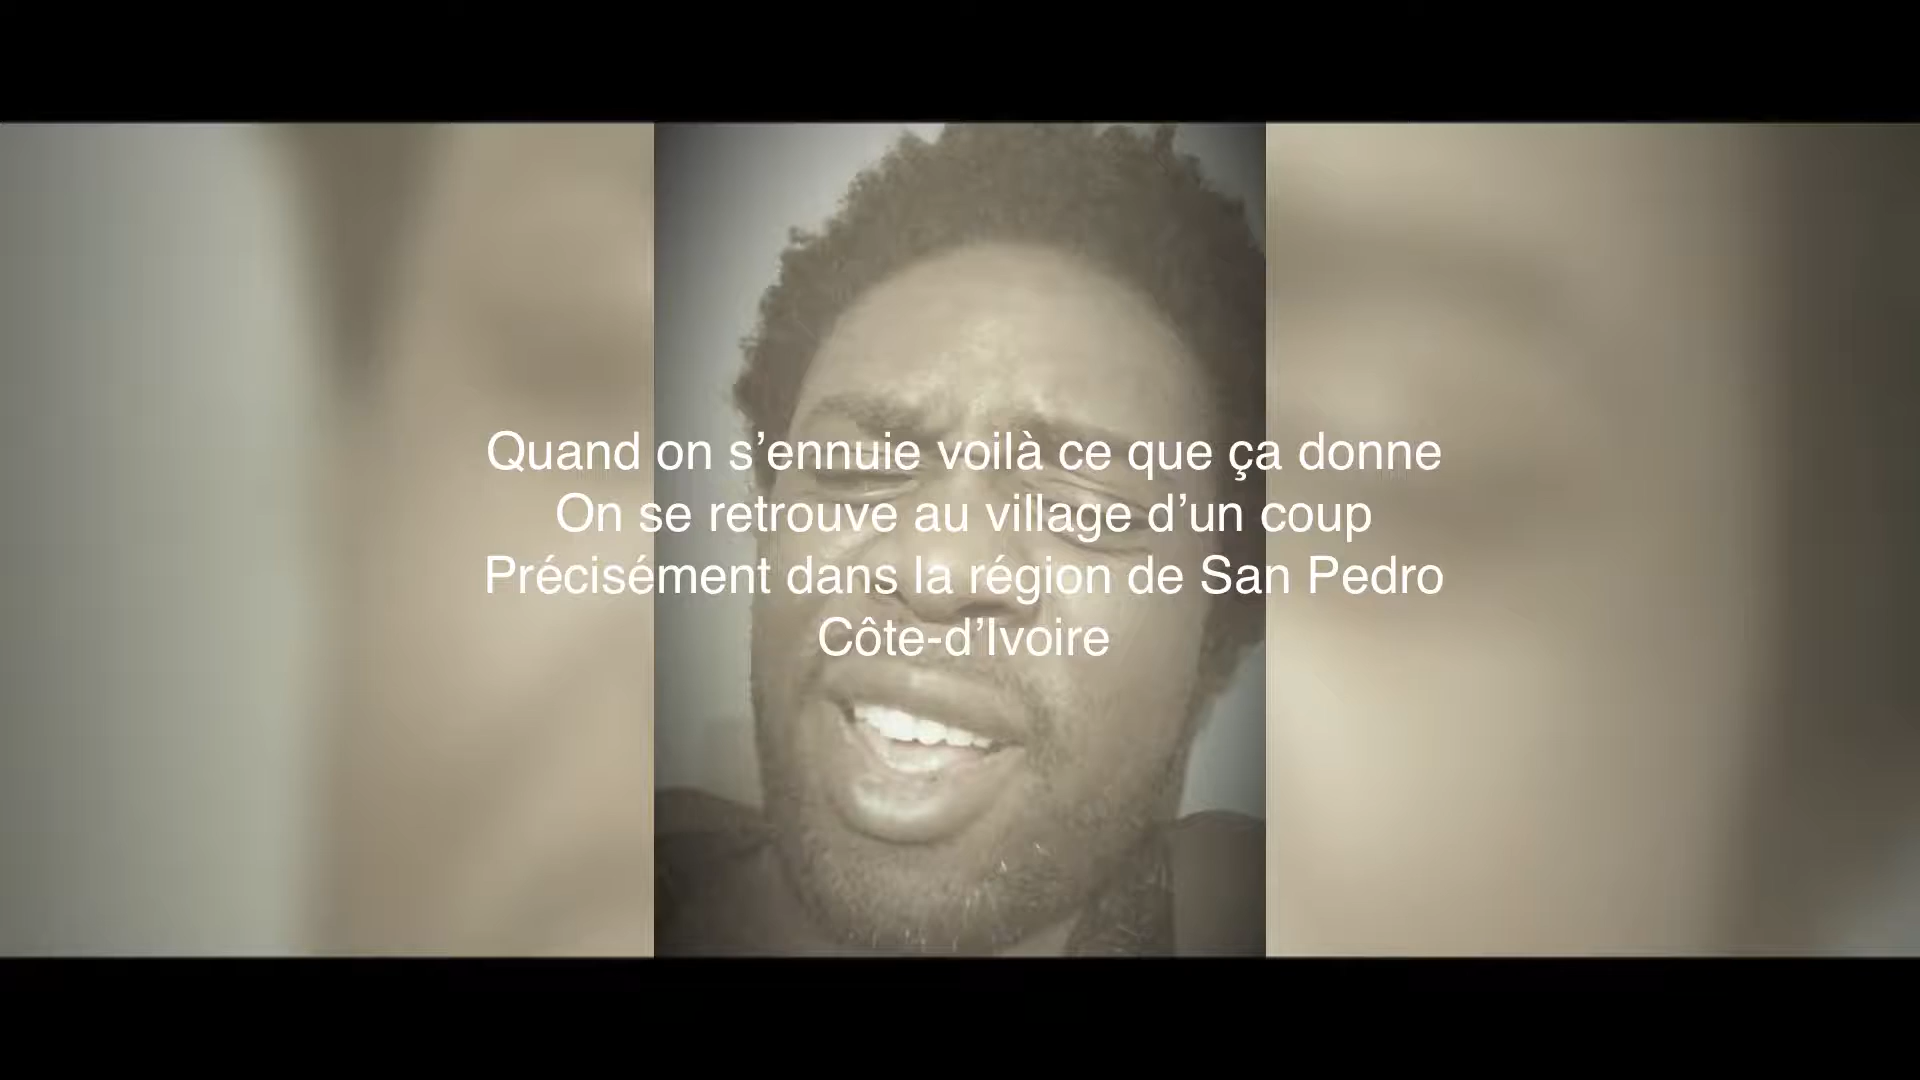 Quand on s’ennuie voilà ce que ça donne
On se retrouve au village d’un coup
Précisément dans la région de San Pedro
Côte-d’Ivoire